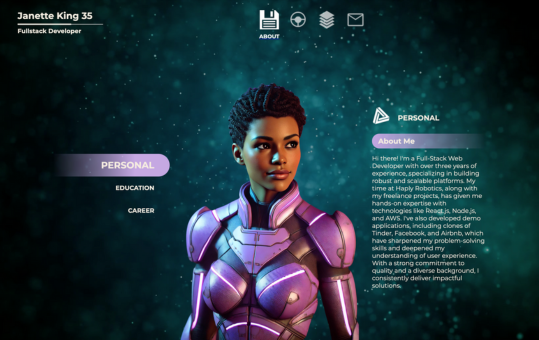 Janette King 35
Fullstack Developer
ABOUT
PERSONAL
EDUCATION
CAREER
PERSONAL
About Me
Hi there! I'm a Full-Stack Web
Developer with over three years of
experience, specializing in building
robust and scalable platforms. My
time at Haply Robotics, along with
my freelance projects, has given me
hands-on expertise with
technologies like React.js, Node.js,
and AWS. I've also developed demo
applications, including clones of
Tinder, Facebook, and Airbnb, which
have sharpened my problem-solving
skills and deepened my
understanding of user experience.
With a strong commitment to
quality and a diverse background, I
consistently deliver impactful
solutions.